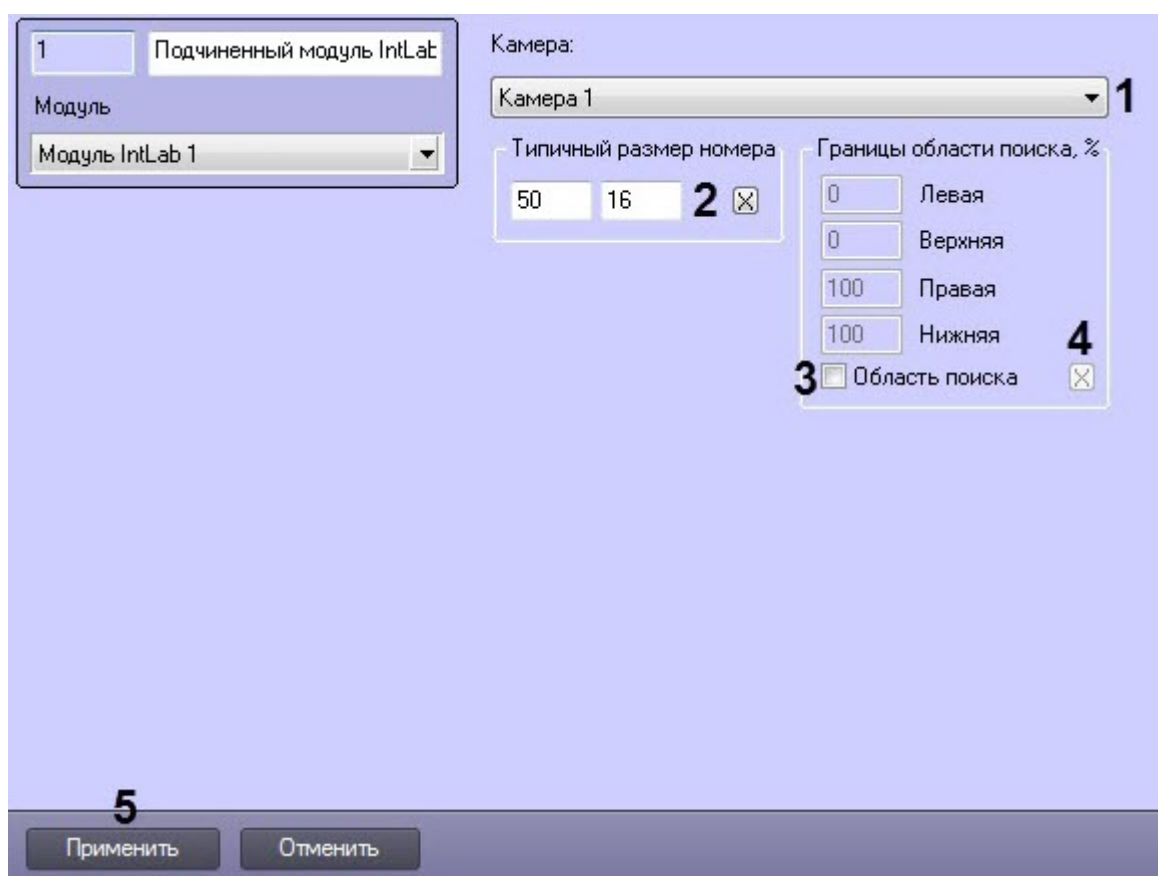 1
Подчиненный модуль IntLab
Модуль
Модуль IntLab 1
Камера:
Камера 1
1
Типичный размер номера
50 16 2
Границы области поиска, %
0 Левая
0 Верхняя
100 Правая
100 Нижняя
4
3 Область поиска
5
Применить Отменить